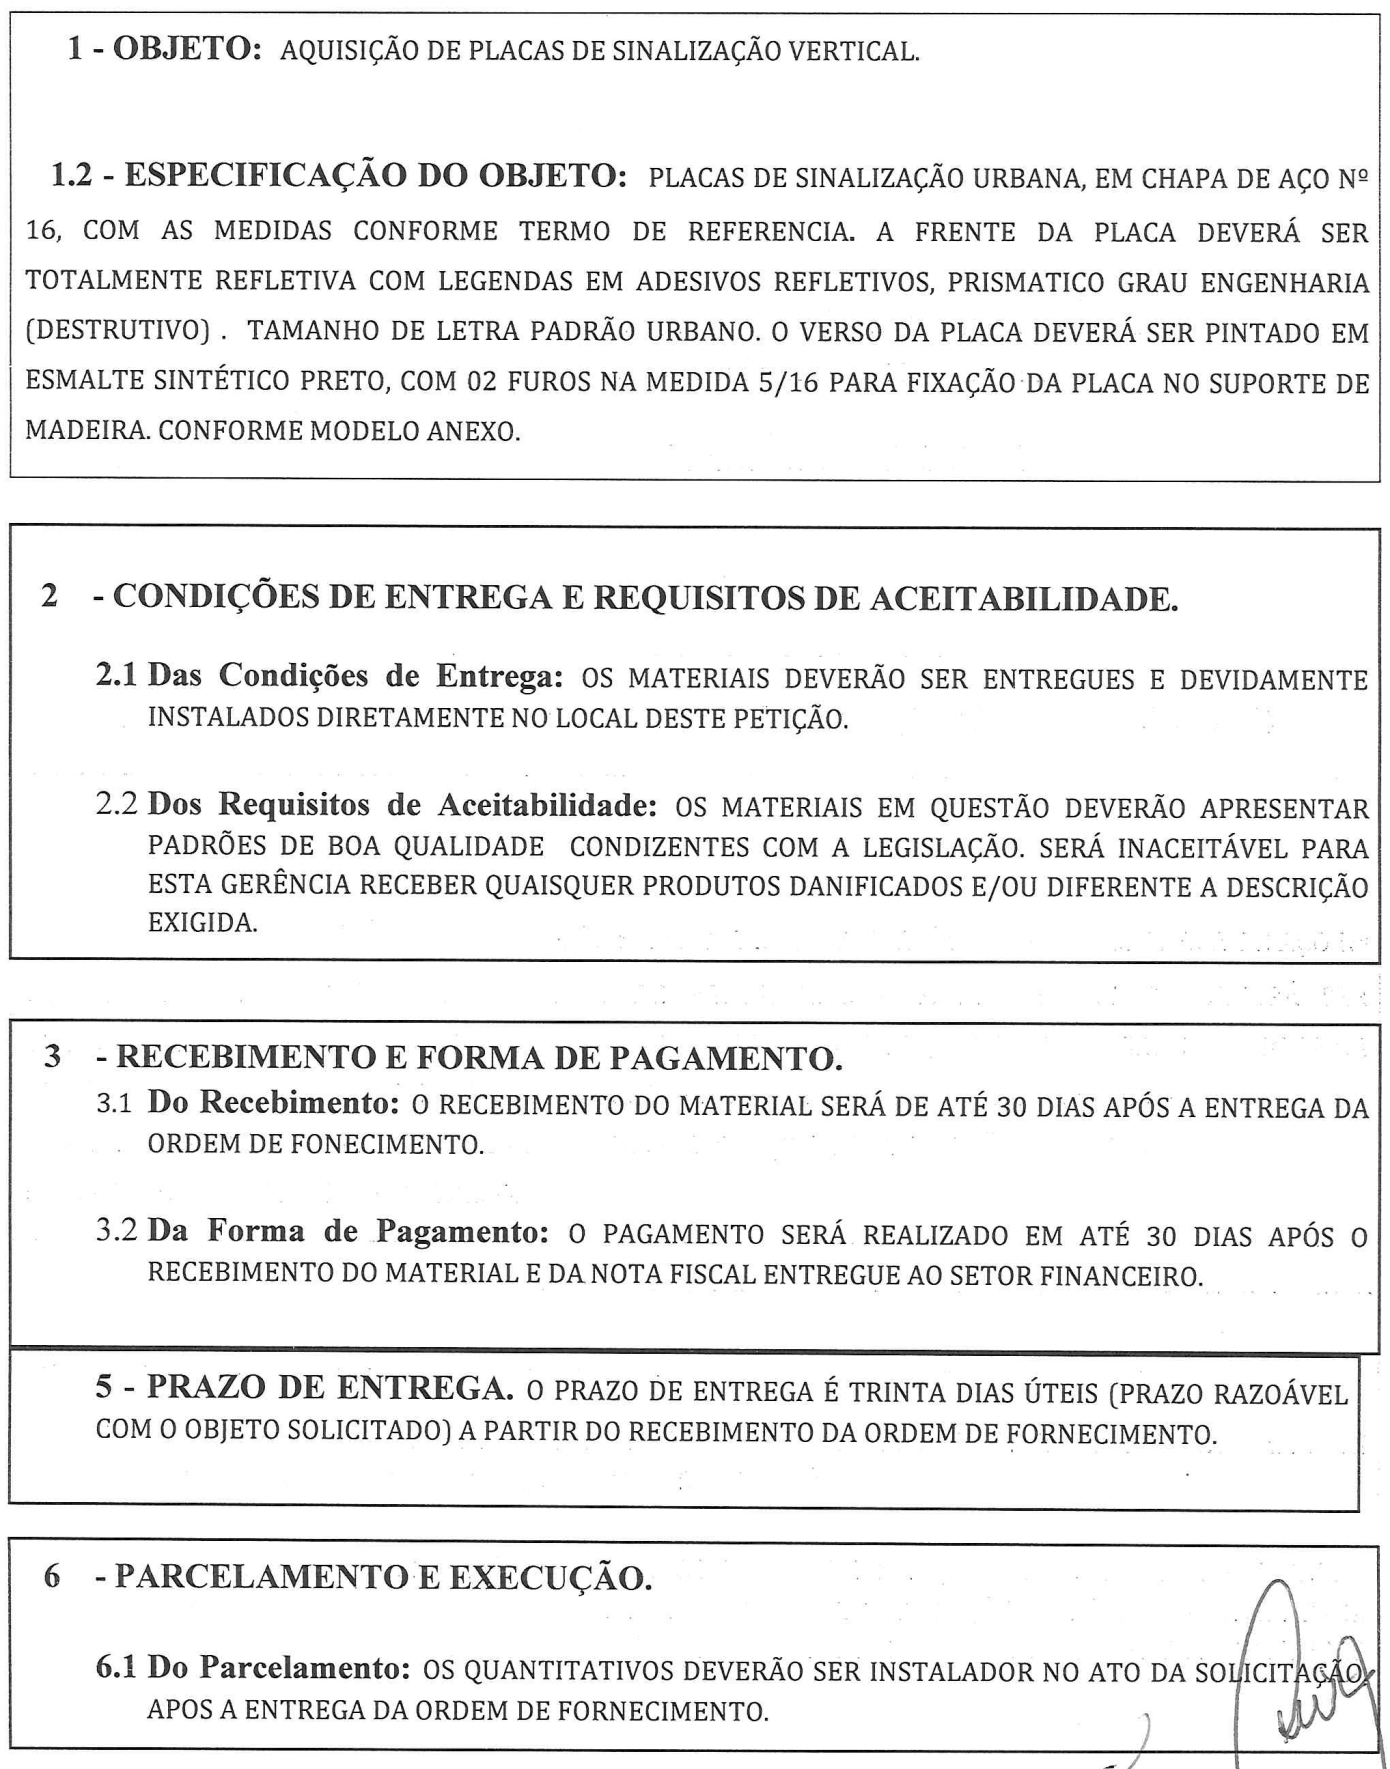 1 - OBJETO: AQUISIÇÃO DE PLACAS DE SINALIZAÇÃO VERTICAL.
1.2 - ESPECIFICAÇÃO DO OBJETO: PLACAS DE SINALIZAÇÃO URBANA, EM CHAPA DE AÇO Nº
16, COM AS MEDIDAS CONFORME TERMO DE REFERENCIA. A FRENTE DA PLACA DEVERÁ SER
TOTALMENTE REFLETIVA COM LEGENDAS EM ADESIVOS REFLETIVOS, PRISMATICO GRAU ENGENHARIA
(DESTRUTIVO) . TAMANHO DE LETRA PADRÃO URBANO. O VERSO DA PLACA DEVERÁ SER PINTADO EM
ESMALTE SINTÉTICO PRETO, COM 02 FUROS NA MEDIDA 5/16 PARA FIXAÇÃO DA PLACA NO SUPORTE DE
MADEIRA. CONFORME MODELO ANEXO.
2 - CONDIÇÕES DE ENTREGA E REQUISITOS DE ACEITABILIDADE.
2.1 Das Condições de Entrega: OS MATERIAIS DEVERÃO SER ENTREGUES E DEVIDAMENTE
INSTALADOS DIRETAMENTE NO LOCAL DESTE PETIÇÃO.
2.2 Dos Requisitos de Aceitabilidade: OS MATERIAIS EM QUESTÃO DEVERÃO APRESENTAR
PADRÕES DE BOA QUALIDADE CONDIZENTES COM A LEGISLAÇÃO. SERÁ INACEITÁVEL PARA
ESTA GERÊNCIA RECEBER QUAISQUER PRODUTOS DANIFICADOS E/OU DIFERENTE A DESCRIÇÃO
EXIGIDA.
3 - RECEBIMENTO E FORMA DE PAGAMENTO.
3.1 Do Recebimento: O RECEBIMENTO DO MATERIAL SERÁ DE ATÉ 30 DIAS APÓS A ENTREGA DA
ORDEM DE FONECIMENTO.
3.2 Da Forma de Pagamento: O PAGAMENTO SERÁ REALIZADO EM ATÉ 30 DIAS APÓS O
RECEBIMENTO DO MATERIAL E DA NOTA FISCAL ENTREGUE AO SETOR FINANCEIRO.
5 - PRAZO DE ENTREGA. O PRAZO DE ENTREGA É TRINTA DIAS ÚTEIS (PRAZO RAZOÁVEL
COM O OBJETO SOLICITADO) A PARTIR DO RECEBIMENTO DA ORDEM DE FORNECIMENTO.
6 - PARCELAMENTO E EXECUÇÃO.
6.1 Do Parcelamento: OS QUANTITATIVOS DEVERÃO SER INSTALADOR NO ATO DA SOLICITAÇÃO,
APOS A ENTREGA DA ORDEM DE FORNECIMENTO.